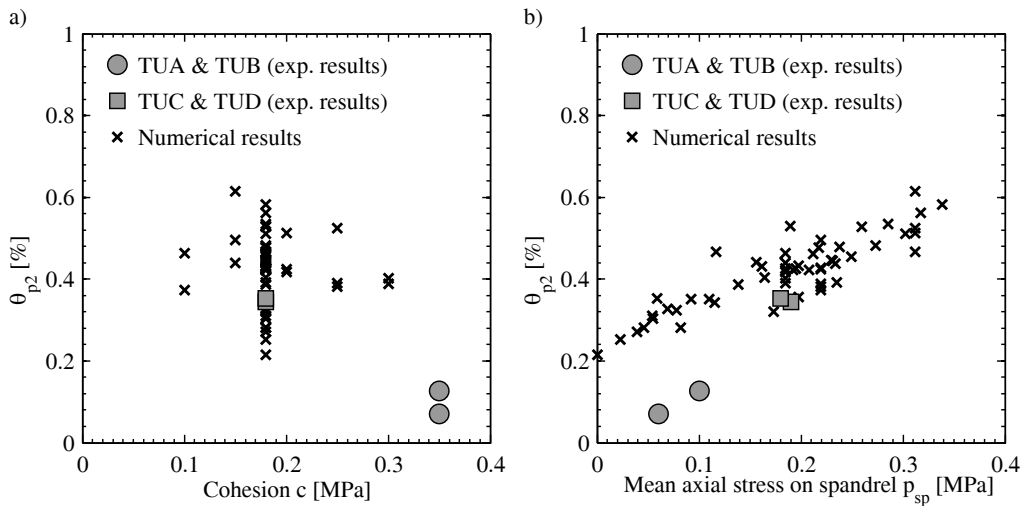 a)
1
0.8
0.6
0.4
0.2
0
θp2 [%]
TUA & TUB (exp. results)
TUC & TUD (exp. results)
Numerical results
0 0.1 0.2 0.3 0.4
Cohesion c [MPa]
b)
1
0.8
0.6
0.4
0.2
0
θp2 [%]
TUA & TUB (exp. results)
TUC & TUD (exp. results)
Numerical results
0 0.1 0.2 0.3 0.4
Mean axial stress on spandrel psp [MPa]